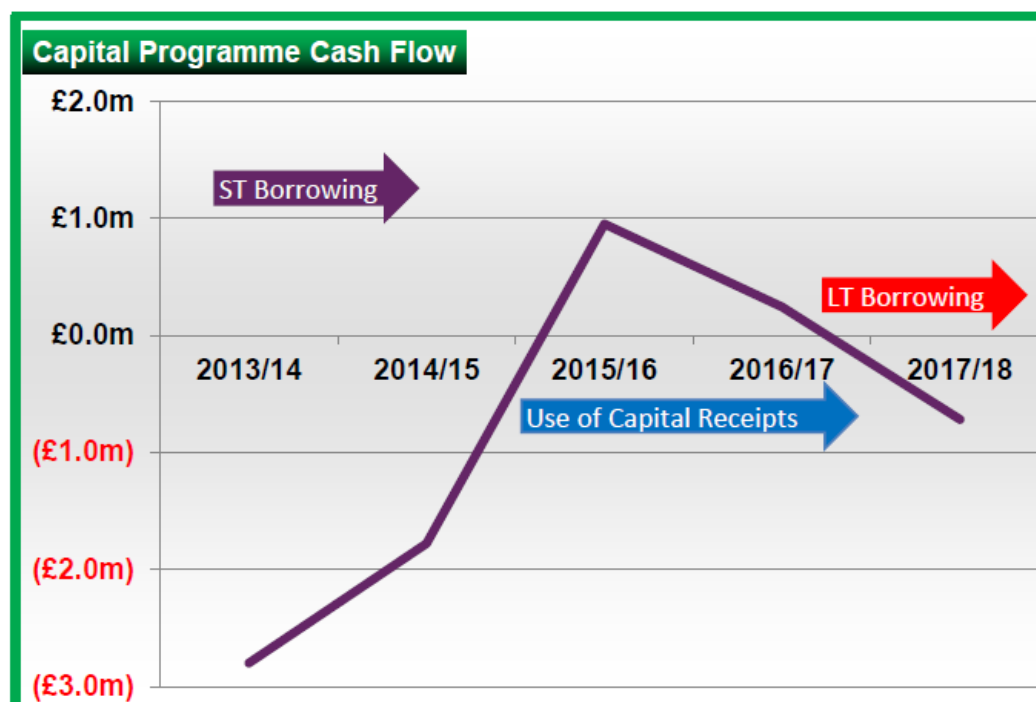 Capital Programme Cash Flow
£2.0m
ST Borrowing
£1.0m
LT Borrowing
£0.0m
2013/14 2014/15 2015/16 2016/17 2017/18
Use of Capital Receipts
(£1.0m)
(£2.0m)
(£3.0m)